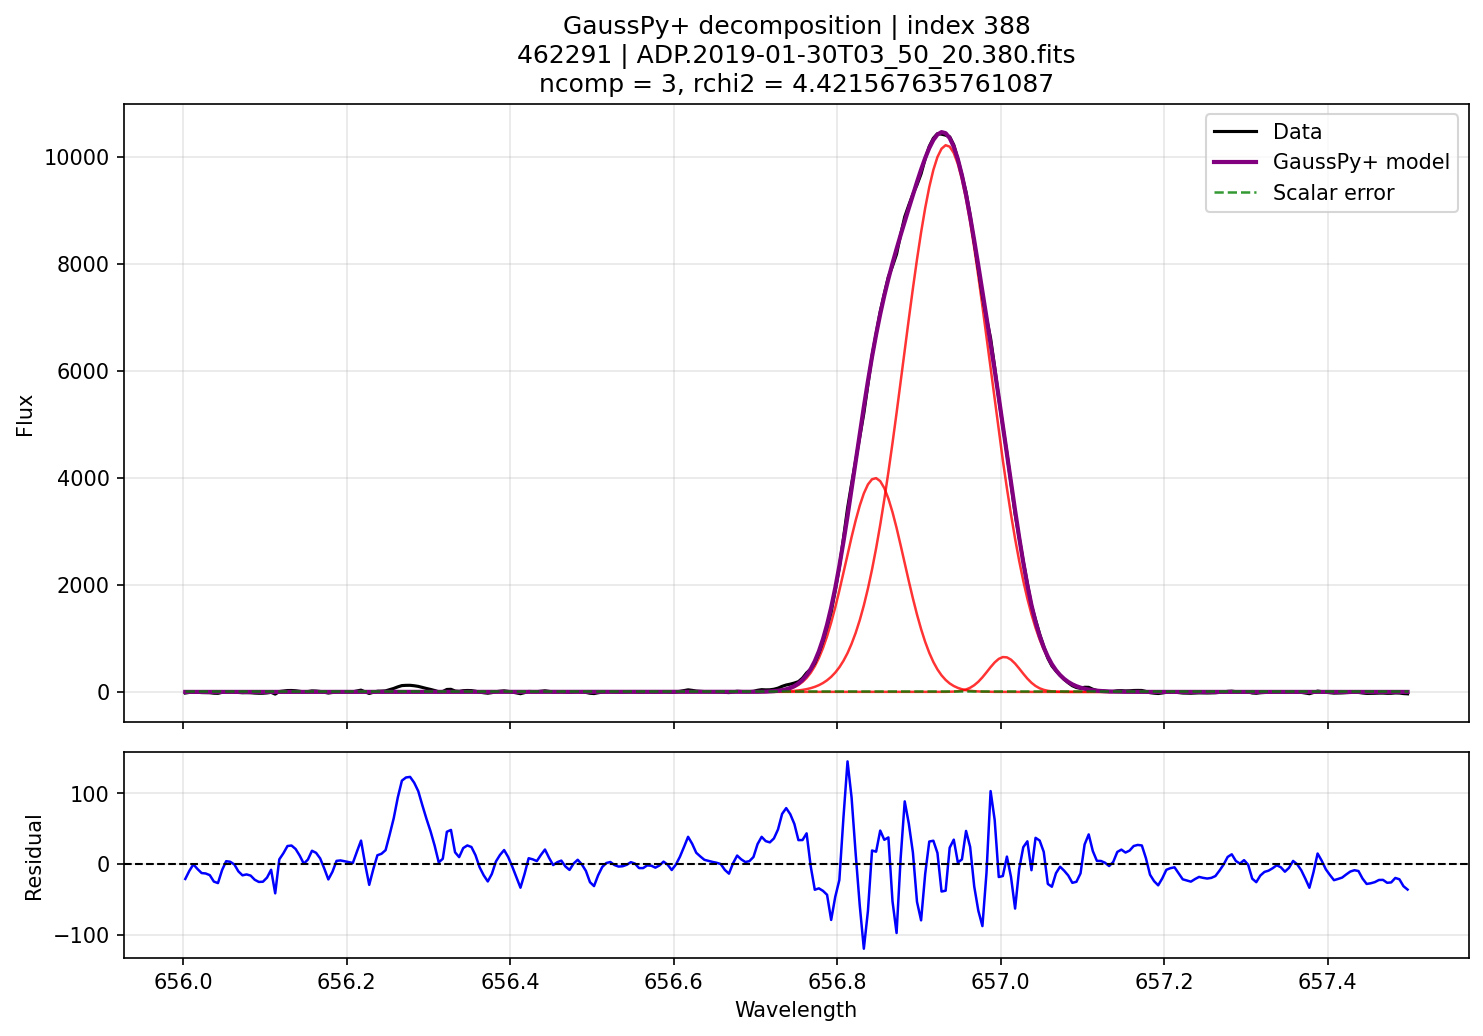 GaussPy+ decomposition | index 388
462291 | ADP.2019-01-30T03_50_20.380.fits
ncomp = 3, rchi2 = 4.421567635761087
Data
GaussPy+ model
Scalar error
Flux
10000
8000
6000
4000
2000
0
Residual
100
0
−100
656.0 656.2 656.4 656.6 656.8 657.0 657.2 657.4
Wavelength